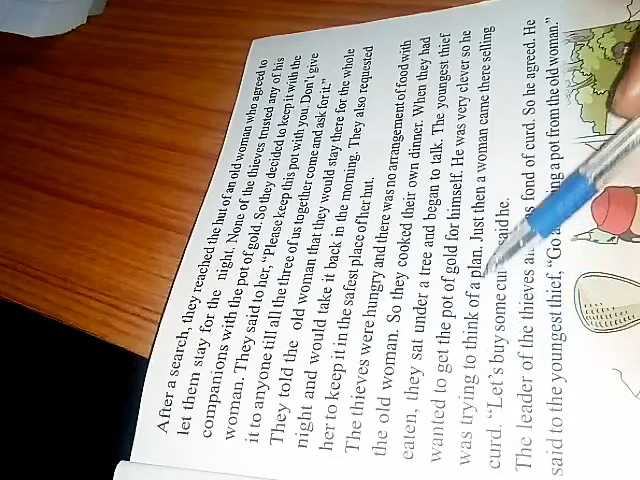 After a search, they reached the hut of an old woman who agreed to
let them stay for the night. None of the thieves trusted any of his
companions with the pot of gold. So they decided to keep it with the
woman. They said to her, “Please keep this pot with you. Don't give
it to anyone till all the three of us together come and ask for it.”
They told the old woman that they would stay there for the whole
night and would take it back in the morning. They also requested
her to keep it in the safest place of her hut.
The thieves were hungry and there was no arrangement of food with
the old woman. So they cooked their own dinner. When they had
eaten, they sat under a tree and began to talk. The youngest thief
wanted to get the pot of gold for himself. He was very clever so he
was trying to think of a plan. Just then a woman came there selling
curd. “Let's buy some said he.
The leader of the thieves fond of curd. So he agreed. He
said to the youngest thief, “Go a pot from the old woman.”